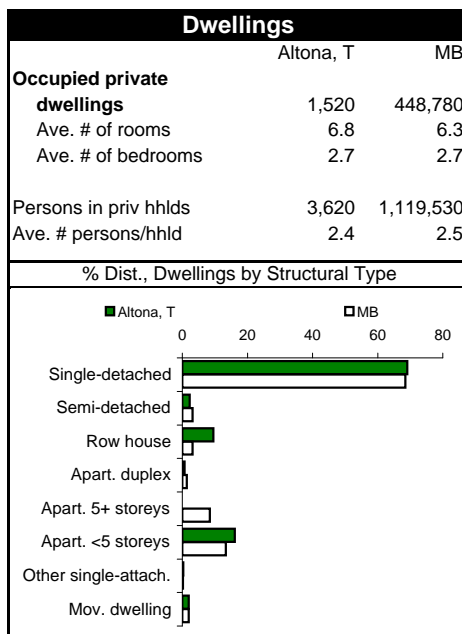 Dwellings
Altona, T MB
Occupied private
dwellings 1,520 448,780
Ave. # of rooms 6.8 6.3
Ave. # of bedrooms 2.7 2.7
Persons in priv hhlds 3,620 1,119,530
Ave. # persons/hhld 2.4 2.5
% Dist., Dwellings by Structural Type
Altona, T MB
0 20 40 60 80
Single-detached
Semi-detached
Row house
Apart. duplex
Apart. 5+ storeys
Apart. <5 storeys
Other single-attach.
Mov. dwelling